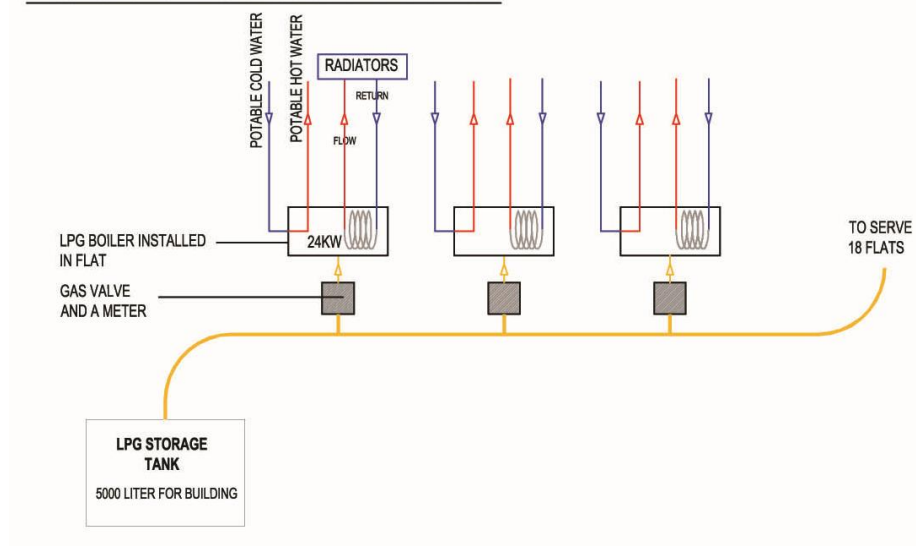 POTABLE COLD WATER
POTABLE HOT WATER
RADIATORS
RETURN
FLOW
LPG BOILER INSTALLED
IN FLAT
24KW
TO SERVE
18 FLATS
GAS VALVE
AND A METER
LPG STORAGE
TANK
5000 LITER FOR BUILDING